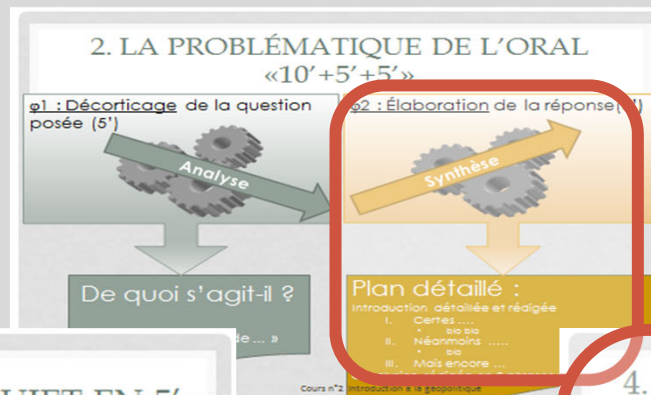 2. LA PROBLÉMATIQUE DE L'ORAL
«10'+5'+5'»
φ1 : Décorticage de la question
posée (5')
φ2 : Élaboration de la réponse
Analyse
Synthèse
De quoi s'agit-il ?
de ... »
Plan détaillé :
Introduction détaillée et rédigée
I. Certes ....
• bla bla
II. Néanmoins .....
• bla
III. Mais encore ...
Cours n°2 Introduction à la géopolitique
EN 5'
4.